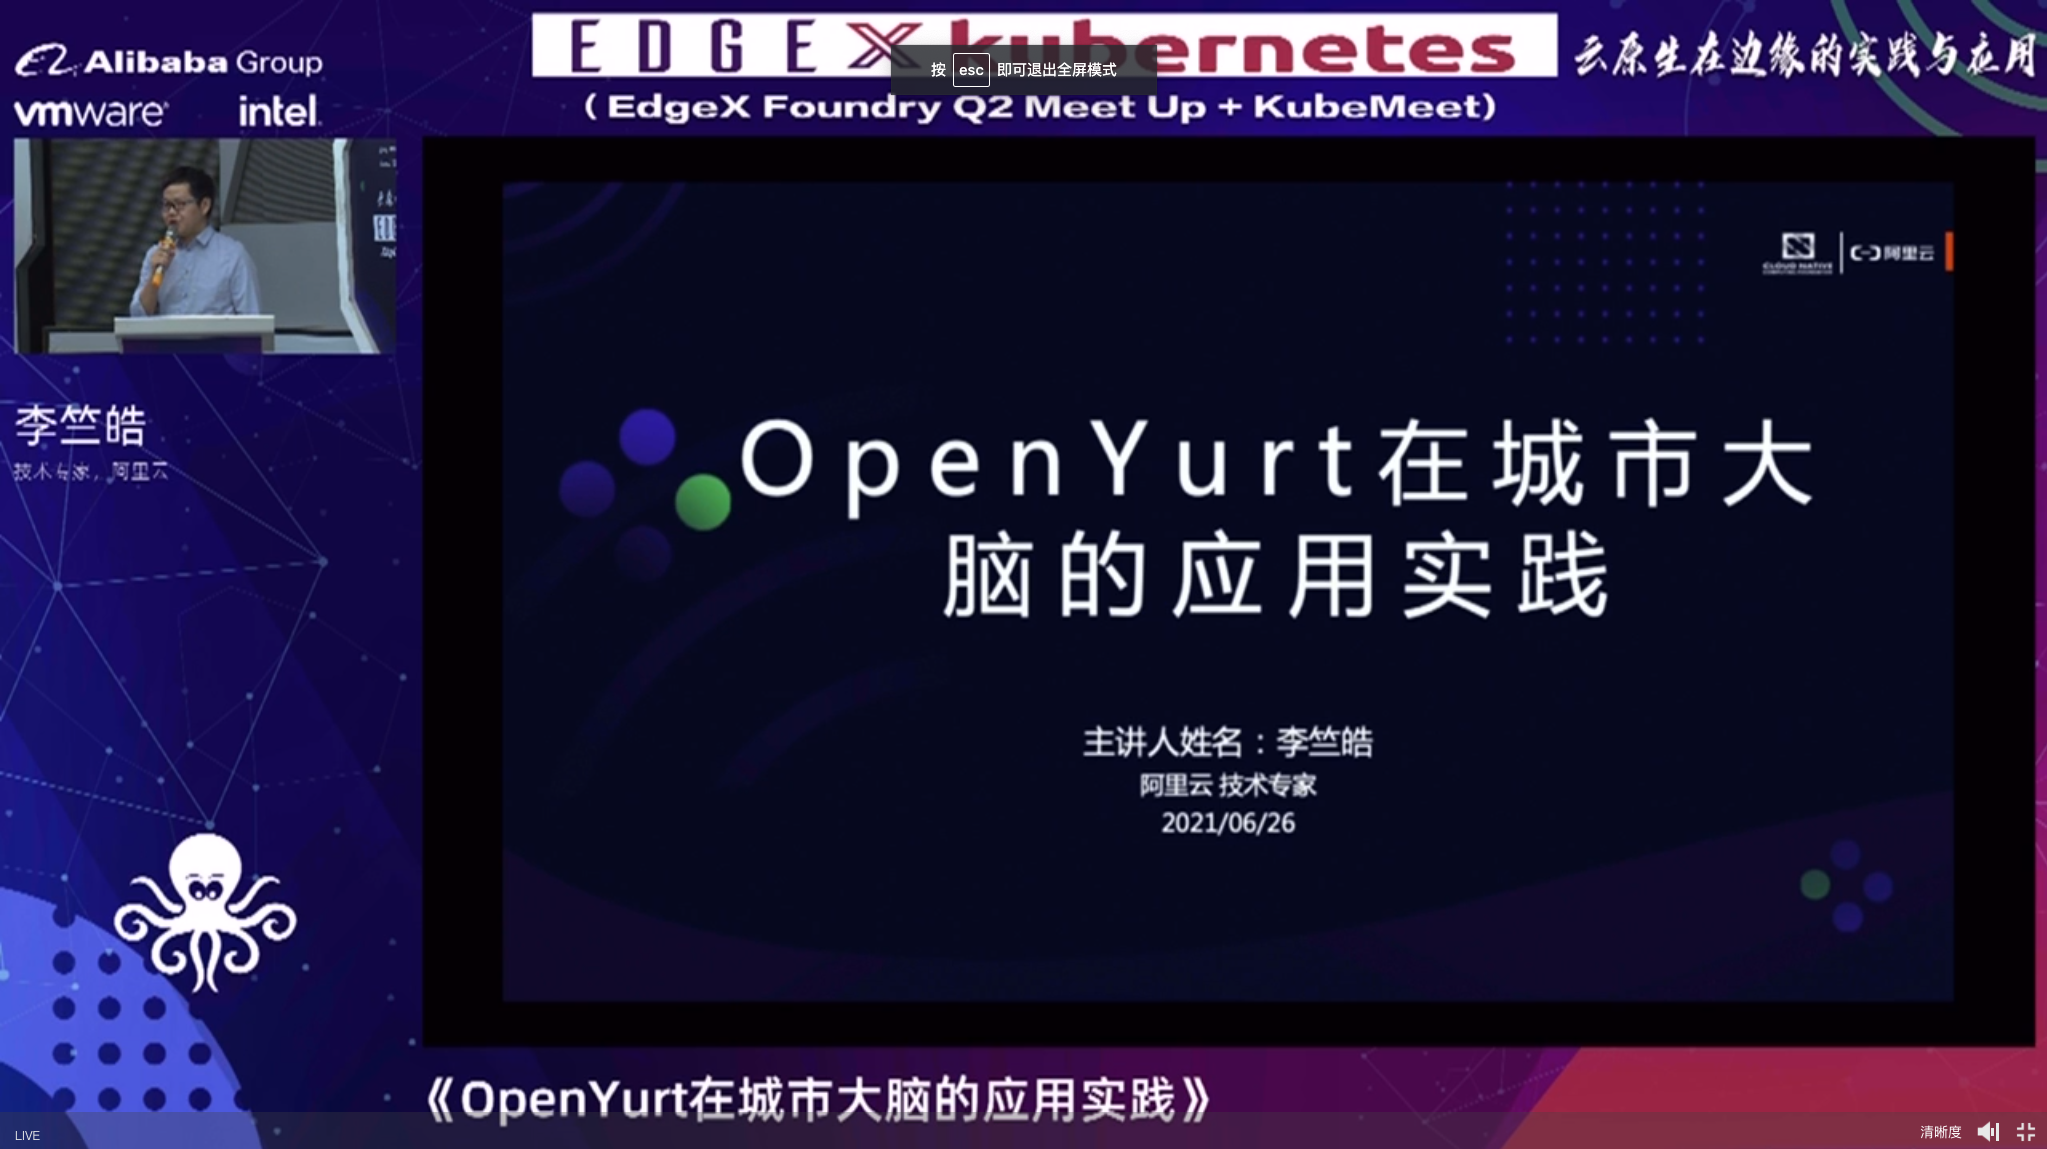 Alibaba Group
vmware
intel
EDGEX kubernetes
按 esc 即可退出全屏模式
云原生在边缘的实践与应用
( EdgeX Foundry Q2 Meet Up + KubeMeet)
李竺皓
技术专家，阿里云
CLOUD NATIVE
COMPUTING FOUNDATION
阿里云
OpenYurt在城市大
脑的应用实践
主讲人姓名：李竺皓
阿里云 技术专家
2021/06/26
《OpenYurt在城市大脑的应用实践》
LIVE
清晰度